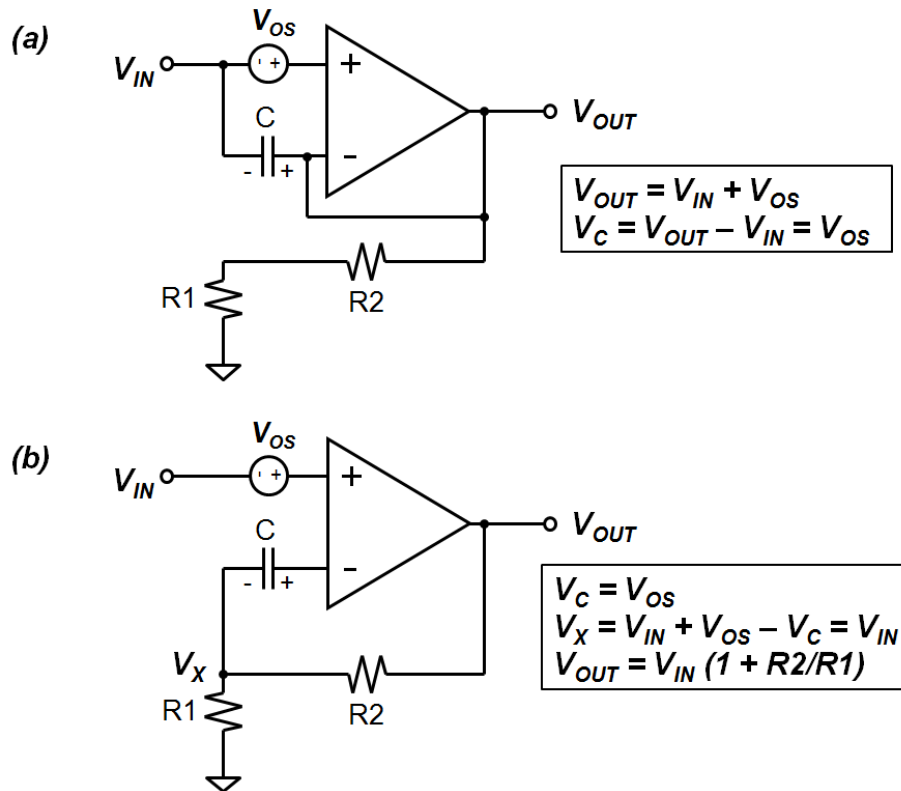 (a)
VOS
VIN
+
- +
C
−
- +
VOUT
VOUT = VIN + VOS
VC = VOUT – VIN = VOS
R1
R2
(b)
VOS
VIN
- +
+
C
- +
−
VOUT
VC = VOS
VX = VIN + VOS – VC = VIN
VOUT = VIN (1 + R2/R1)
VX
R1
R2